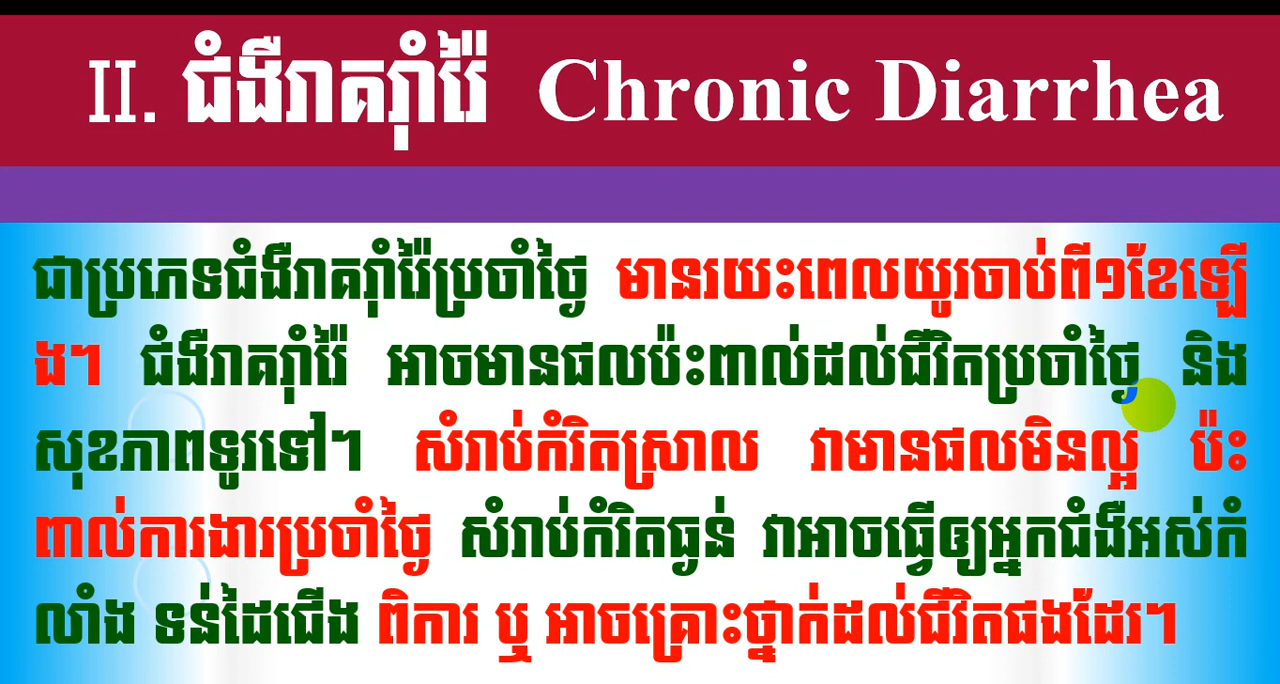 II. ជំងឺរាគរ៉ាំរ៉ៃ Chronic Diarrhea
ជាប្រភេទជំងឺរាគរ៉ាំរ៉ៃប្រចាំថ្ងៃ មានរយះពេលយូរចាប់ពី១ខែឡើ
ង។ ជំងឺរាគរ៉ាំរ៉ៃ អាចមានផលប៉ះពាល់ដល់ជីវិតប្រចាំថ្ងៃ និង
សុខភាពទូរទៅ។ សំរាប់កំរិតស្រាល វាមានផលមិនល្អ ប៉ះ
ពាល់ការងារប្រចាំថ្ងៃ សំរាប់កំរិតធ្ងន់ វាអាចធ្វើឲ្យអ្នកជំងឺអស់កំ
លាំង ទន់ដៃជើង ពិការ ឬ អាចគ្រោះថ្នាក់ដល់ជីវិតផងដែរ។